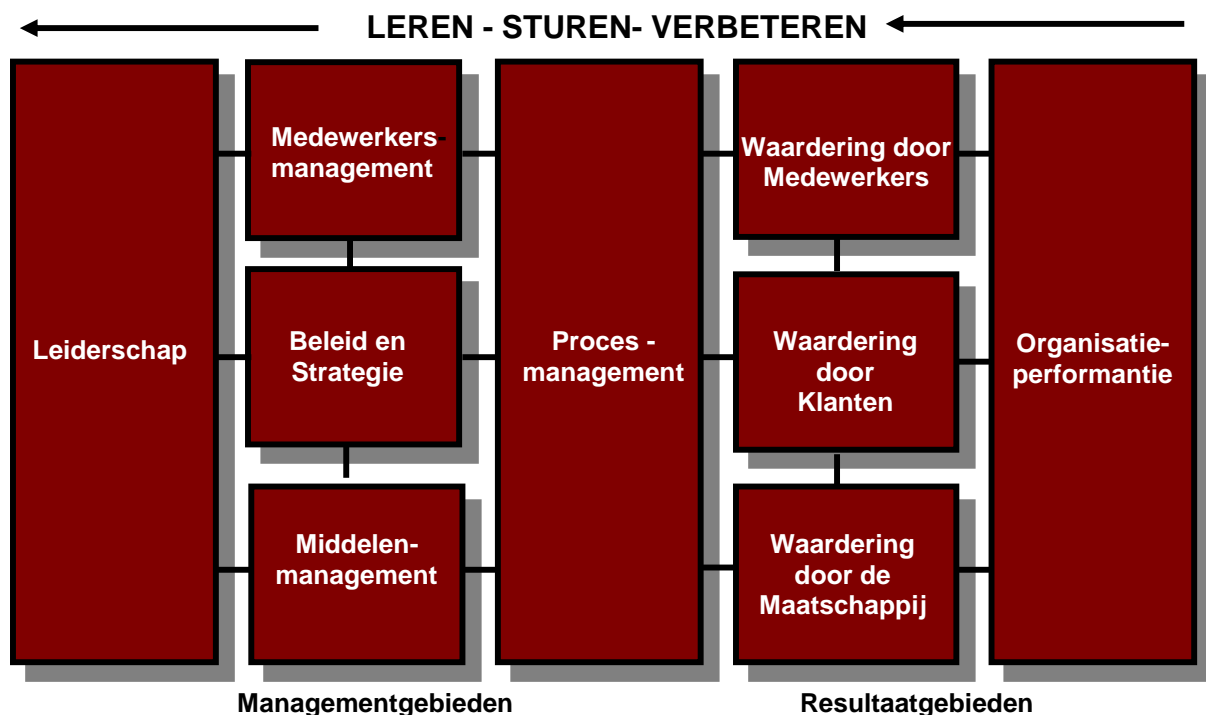 LEREN - STUREN- VERBETEREN
Leiderschap
Medewerkers-
management
Beleid en
Strategie
Middelen-
management
Proces -
management
Waardering door
Medewerkers
Waardering
door
Klanten
Waardering
door de
Maatschappij
Organisatie-
performantie
Managementgebieden
Resultaatgebieden